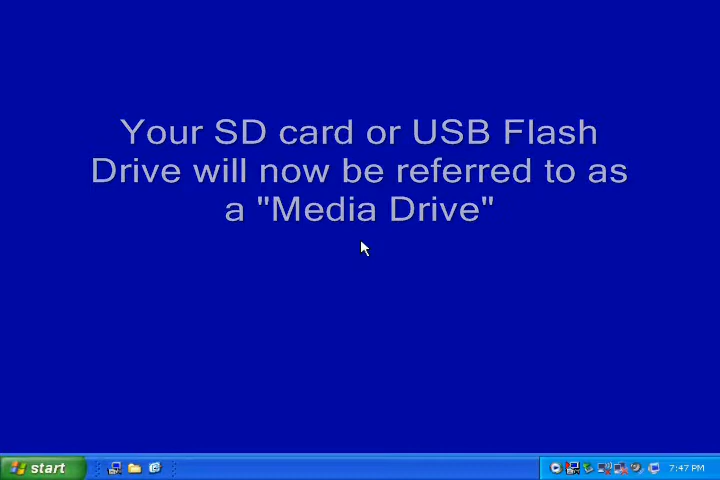 Your SD card or USB Flash
Drive will now be referred to as
a "Media Drive"
start
7:47 PM